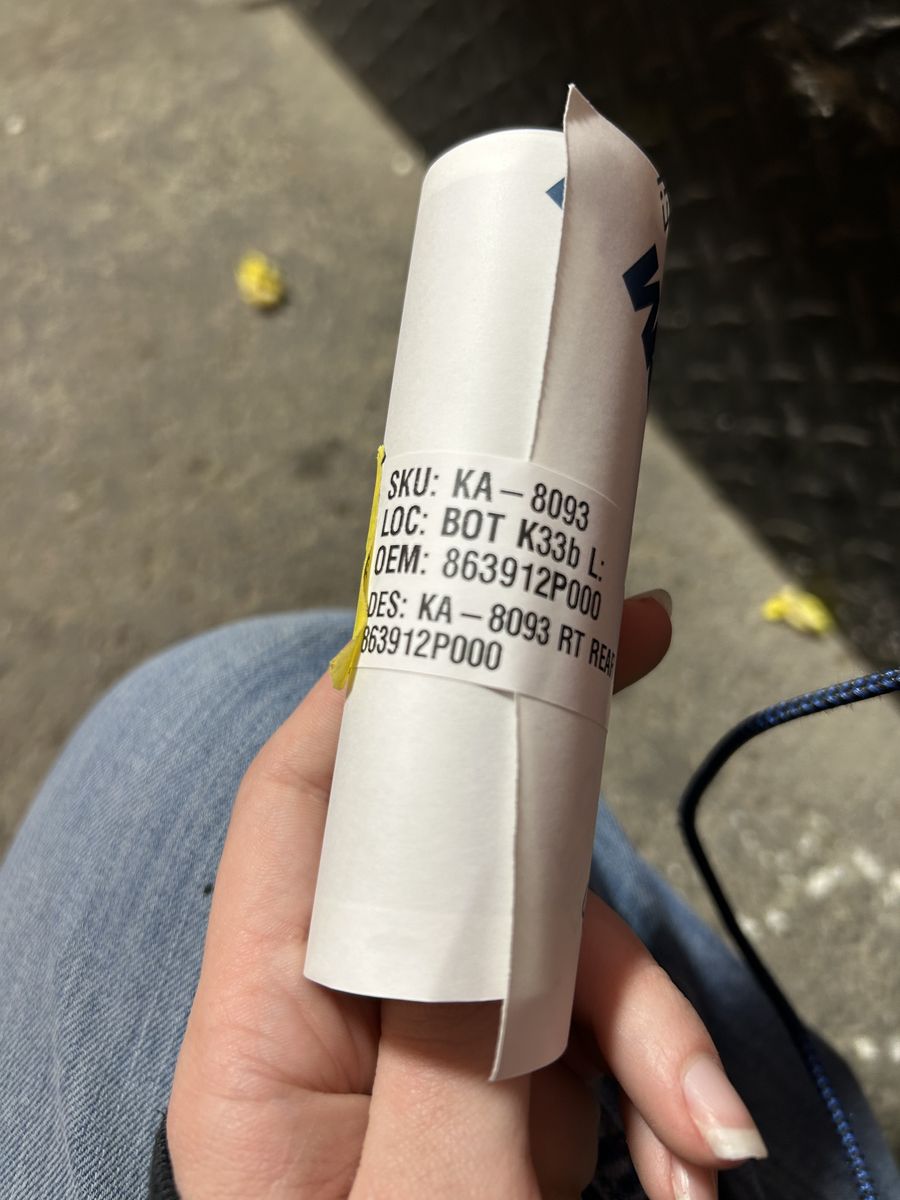 SKU: KA – 8093
LOC: BOT K33b L:
OEM: 863912P000
DES: KA – 8093 RT REAR
863912P000